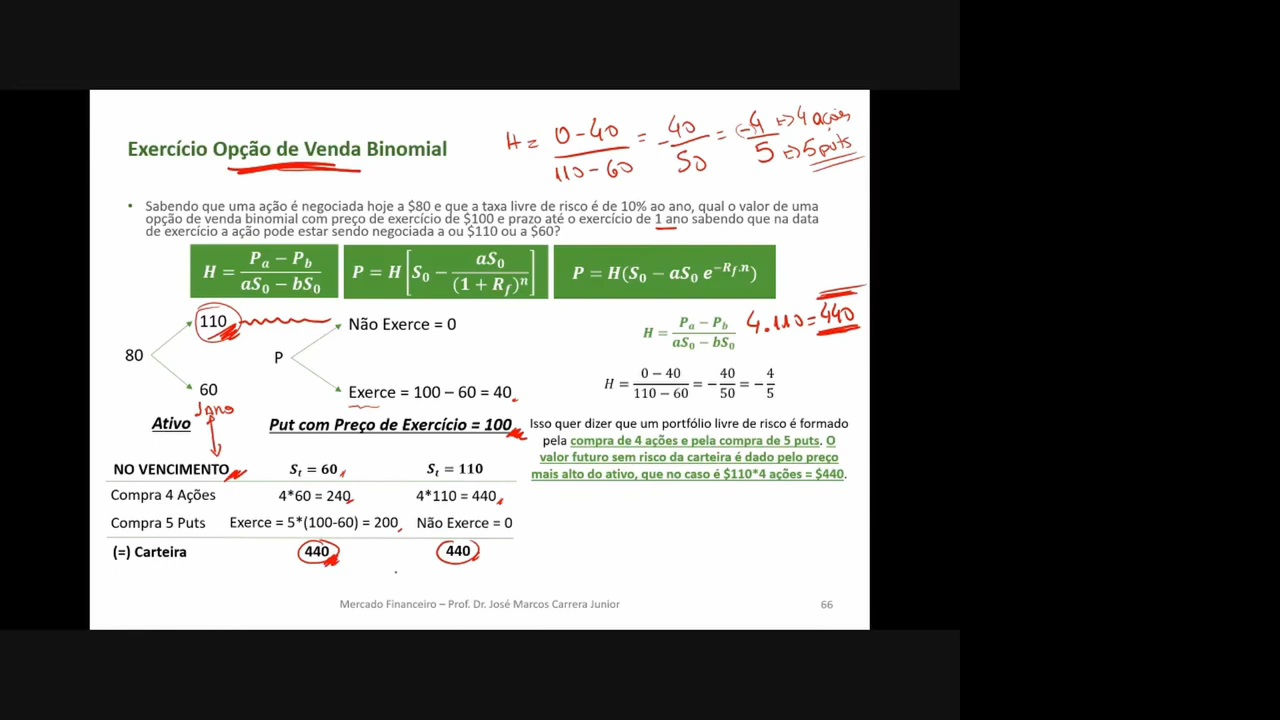 H = 0 - 40 / 110 - 60 = - 40 / 50 = (-) 4 / 5 => 4 ações => 5 puts
Exercício Opção de Venda Binomial
• Sabendo que uma ação é negociada hoje a $80 e que a taxa livre de risco é de 10% ao ano, qual o valor de uma
opção de venda binomial com preço de exercício de $100 e prazo até o exercício de 1 ano sabendo que na data
de exercício a ação pode estar sendo negociada a ou $110 ou a $60?
H = Pₐ − P_b / aS₀ − bS₀
P = H[S₀ − aS₀ / (1 + R_f)ⁿ]
P = H(S₀ − aS₀ e^(−R_f.n))
110
80
60
Não Exerce = 0
P
Exerce = 100 – 60 = 40
H = Pₐ − P_b / aS₀ − bS₀
4.110 = 440
H = 0 − 40 / 110 − 60 = − 40 / 50 = − 4 / 5
1 ano
Ativo
Put com Preço de Exercício = 100
NO VENCIMENTO Sₜ = 60 Sₜ = 110
Compra 4 Ações 4*60 = 240 4*110 = 440
Compra 5 Puts Exerce = 5*(100-60) = 200 Não Exerce = 0
(=) Carteira 440 440
Isso quer dizer que um portfólio livre de risco é formado
pela compra de 4 ações e pela compra de 5 puts. O
valor futuro sem risco da carteira é dado pelo preço
mais alto do ativo, que no caso é $110*4 ações = $440.
Mercado Financeiro – Prof. Dr. José Marcos Carrera Junior 66